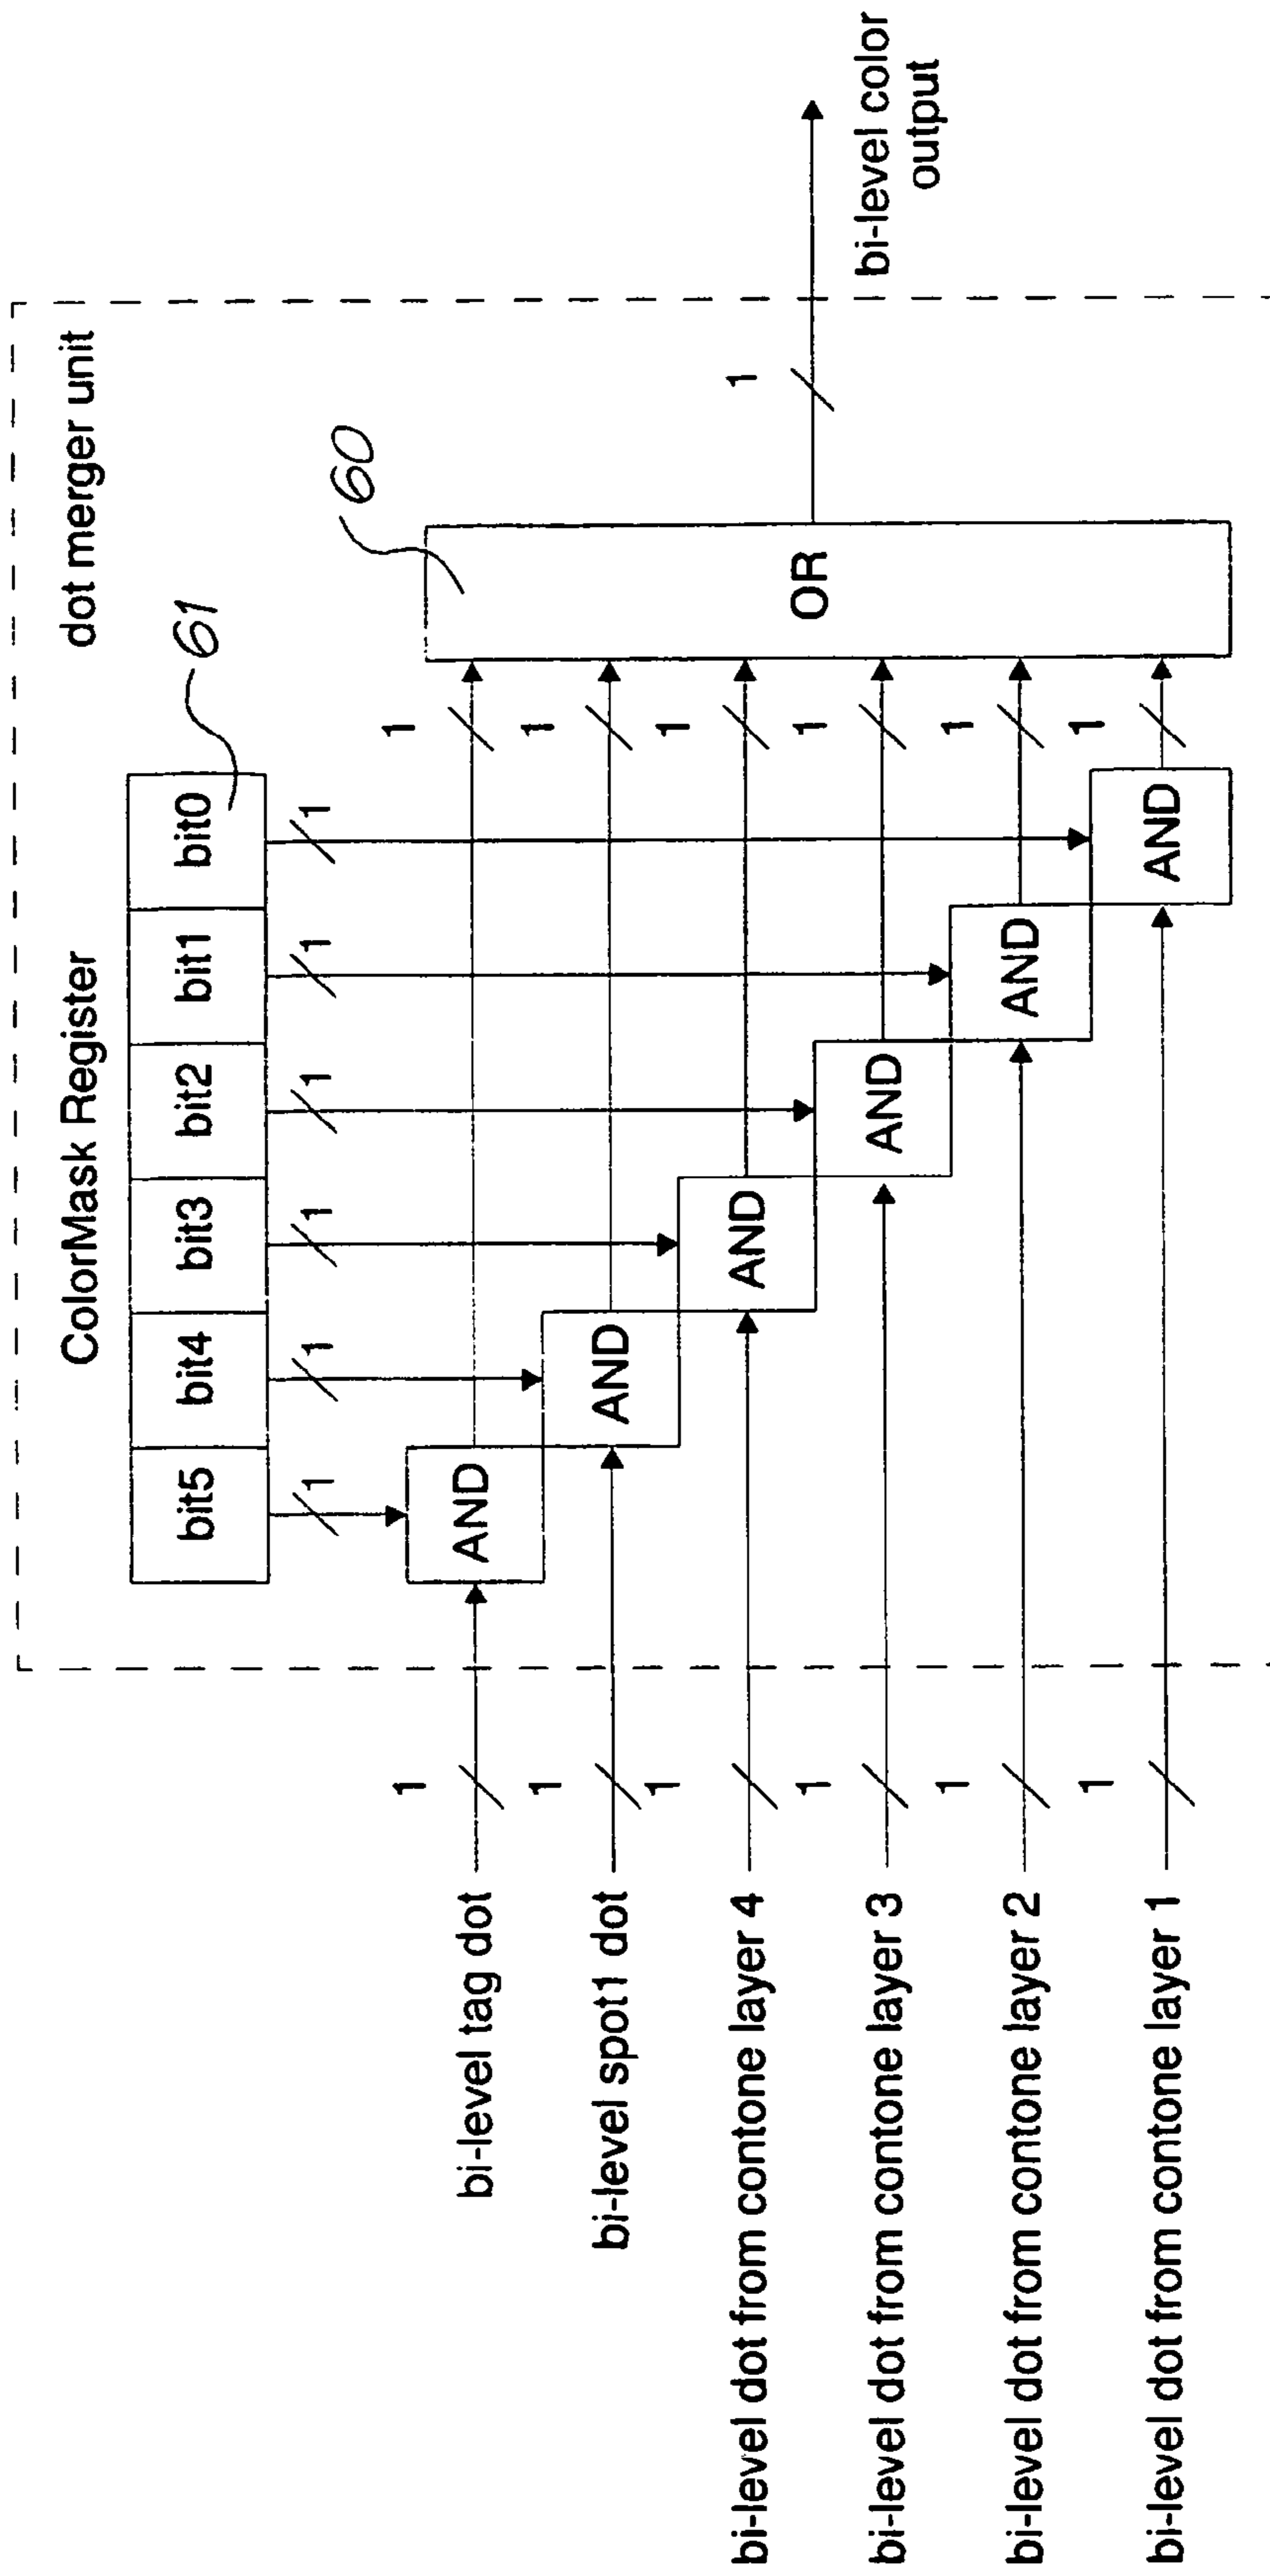 dot merger unit
ColorMask Register
bit5 bit4 bit3 bit2 bit1 bit0
61
1 1 1 1 1 1
60
bi-level tag dot 1 AND 1
bi-level spot1 dot 1 AND 1
bi-level dot from contone layer 4 1 AND 1
bi-level dot from contone layer 3 1 AND 1
bi-level dot from contone layer 2 1 AND 1
bi-level dot from contone layer 1 1 AND 1
OR
1
bi-level color
output